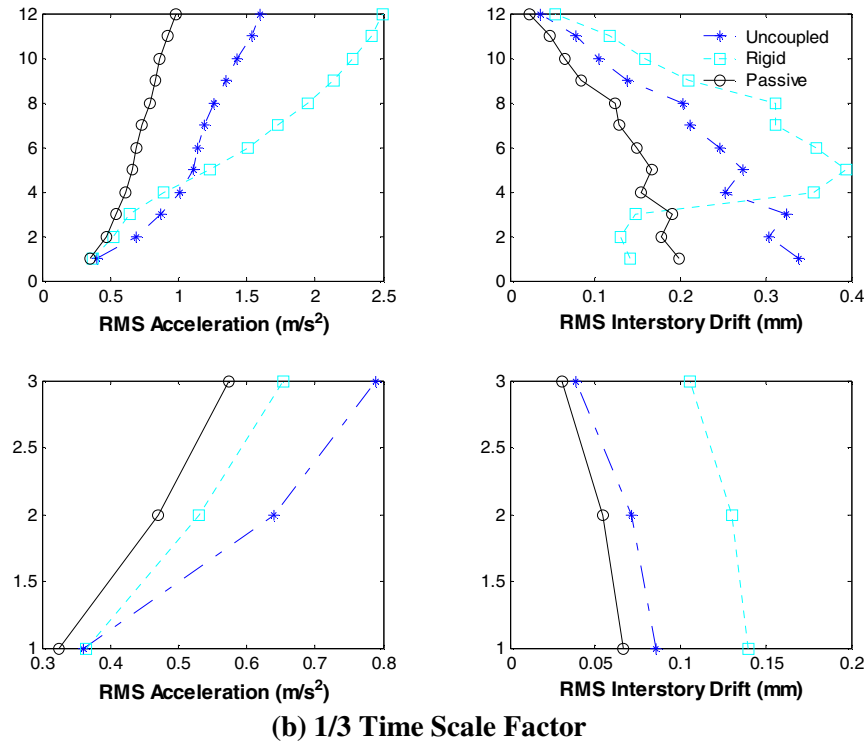 12
10
8
6
4
2
0
0 0.5 1 1.5 2 2.5
RMS Acceleration (m/s²)
12
10
8
6
4
2
0
0 0.1 0.2 0.3 0.4
RMS Interstory Drift (mm)
Uncoupled
Rigid
Passive
3
2.5
2
1.5
1
0.3 0.4 0.5 0.6 0.7 0.8
RMS Acceleration (m/s²)
3
2.5
2
1.5
1
0 0.05 0.1 0.15 0.2
RMS Interstory Drift (mm)
(b) 1/3 Time Scale Factor